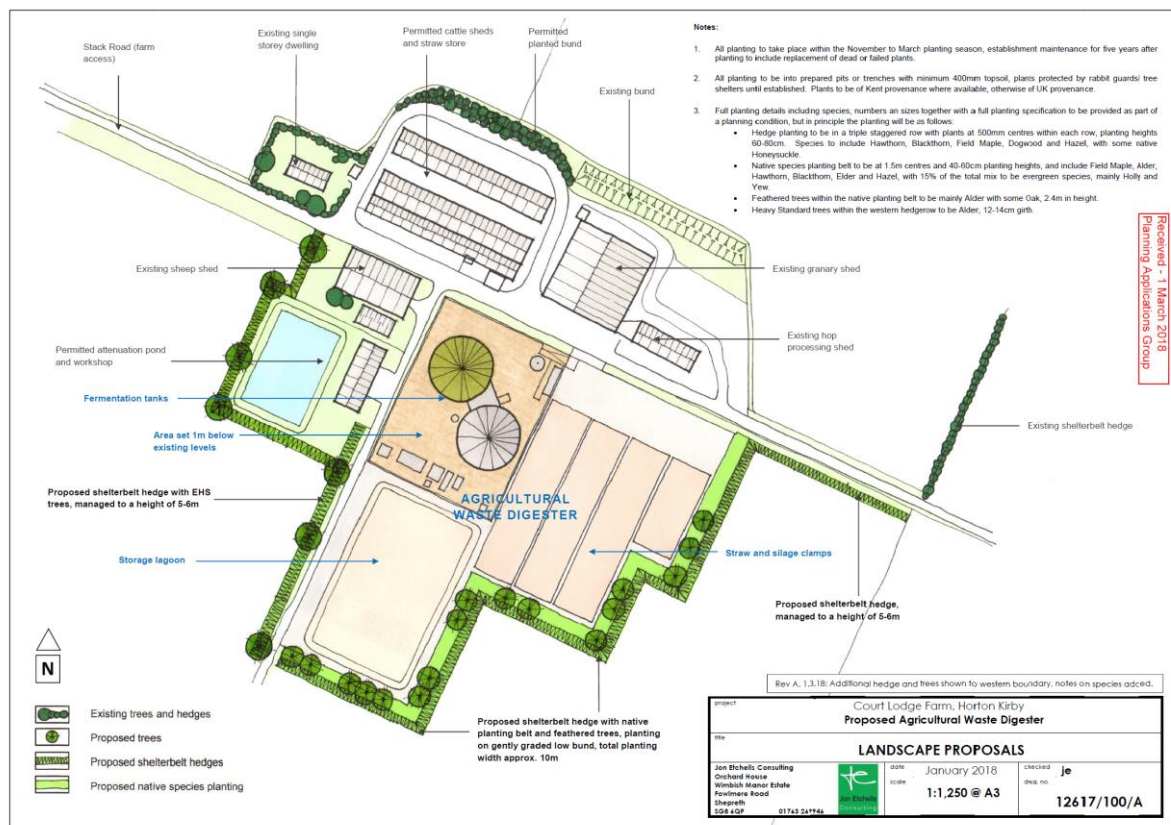 Stack Road (farm
access)
Existing single
storey dwelling
Permitted cattle sheds
and straw store
Permitted
planted bund
Existing bund
Notes:
1. All planting to take place within the November to March planting season, establishment maintenance for five years after
planting to include replacement of dead or failed plants.
2. All planting to be into prepared pits or trenches with minimum 400mm topsoil, plants protected by rabbit guards/ tree
shelters until established. Plants to be of Kent provenance where available, otherwise of UK provenance.
3. Full planting details including species, numbers an sizes together with a full planting specification to be provided as part of
a planning condition, but in principle the planting will be as follows:
• Hedge planting to be in a triple staggered row with plants at 500mm centres within each row, planting heights
60-80cm. Species to include Hawthorn, Blackthorn, Field Maple, Dogwood and Hazel, with some native
Honeysuckle.
• Native species planting belt to be at 1.5m centres and 40-60cm planting heights, and include Field Maple, Alder,
Hawthorn, Blackthorn, Elder and Hazel, with 15% of the total mix to be evergreen species, mainly Holly and
Yew.
• Feathered trees within the native planting belt to be mainly Alder with some Oak, 2.4m in height.
• Heavy Standard trees within the western hedgerow to be Alder, 12-14cm girth.
Received - 1 March 2018
Planning Applications Group
Existing sheep shed
Existing granary shed
Existing hop
processing shed
Permitted attenuation pond
and workshop
Fermentation tanks
Area set 1m below
existing levels
Existing shelterbelt hedge
Proposed shelterbelt hedge with EHS
trees, managed to a height of 5-6m
AGRICULTURAL
WASTE DIGESTER
Storage lagoon
Straw and silage clamps
Proposed shelterbelt hedge,
managed to a height of 5-6m
N
Existing trees and hedges
Proposed trees
Proposed shelterbelt hedges
Proposed native species planting
Proposed shelterbelt hedge with native
planting belt and feathered trees, planting
on gently graded low bund, total planting
width approx. 10m
Rev A, 1.3.18: Additional hedge and trees shown to western boundary, notes on species added.
project
Court Lodge Farm, Horton Kirby
Proposed Agricultural Waste Digester
title
LANDSCAPE PROPOSALS
Jon Etchells Consulting
Orchard House
Wimbish Manor Estate
Fowlmere Road
Shepreth
SG8 6QP 01763 261946
je
Jon Etchells
Consulting
date January 2018
scale 1:1,250 @ A3
checked je
drg. no. 12617/100/A